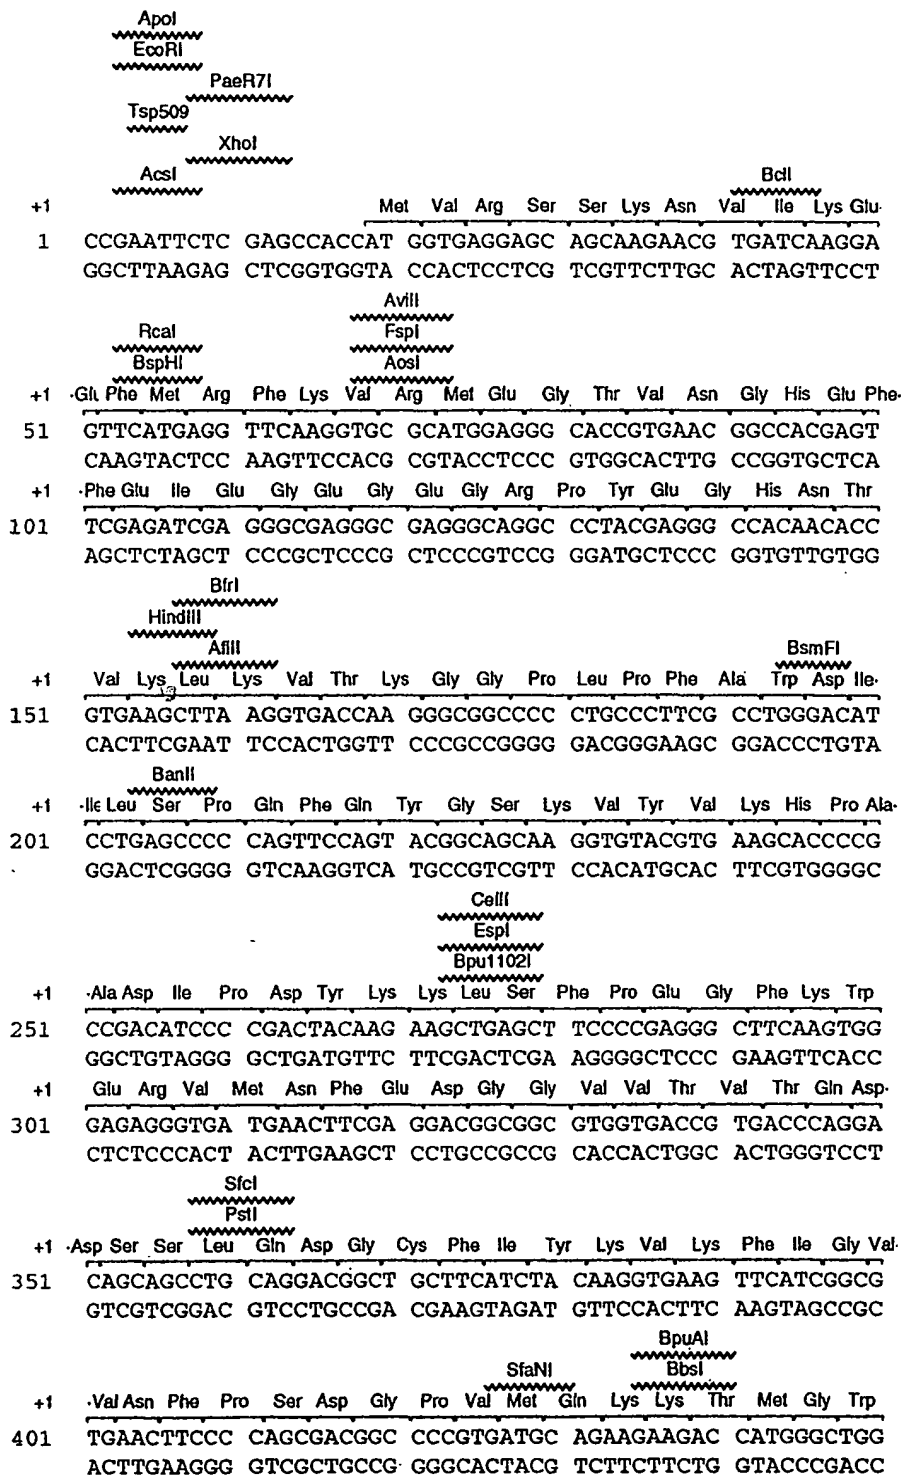 ApoI
EcoRI
PaeR7I
Tsp509
XhoI
AcsI
BclI
+1 Met Val Arg Ser Ser Lys Asn Val Ile Lys Glu·
1 CCGAATTCTC GAGCCACCAT GGTGAGGAGC AGCAAGAACG TGATCAAGGA
GGCTTAAGAG CTCGGTGGTA CCACTCCTCG TCGTTCTTGC ACTAGTTCCT
AviII
RcaI FspI
BspHI AosI
+1 ·Glu Phe Met Arg Phe Lys Val Arg Met Glu Gly Thr Val Asn Gly His Glu Phe·
51 GTTCATGAGG TTCAAGGTGC GCATGGAGGG CACCGTGAAC GGCCACGAGT
CAAGTACTCC AAGTTCCACG CGTACCTCCC GTGGCACTTG CCGGTGCTCA
+1 ·Phe Glu Ile Glu Gly Glu Gly Glu Gly Arg Pro Tyr Glu Gly His Asn Thr
101 TCGAGATCGA GGGCGAGGGC GAGGGCAGGC CCTACGAGGG CCACAACACC
AGCTCTAGCT CCCGCTCCCG CTCCCGTCCG GGATGCTCCC GGTGTTGTGG
BfrI
HindIII
AflII BsmFI
+1 Val Lys Leu Lys Val Thr Lys Gly Gly Pro Leu Pro Phe Ala Trp Asp Ile·
151 GTGAAGCTTA AGGTGACCAA GGGCGGCCCC CTGCCCTTCG CCTGGGACAT
CACTTCGAAT TCCACTGGTT CCCGCCGGGG GACGGGAAGC GGACCCTGTA
BanII
+1 ·Ile Leu Ser Pro Gln Phe Gln Tyr Gly Ser Lys Val Tyr Val Lys His Pro Ala·
201 CCTGAGCCCC CAGTTCCAGT ACGGCAGCAA GGTGTACGTG AAGCACCCCG
GGACTCGGGG GTCAAGGTCA TGCCGTCGTT CCACATGCAC TTCGTGGGGC
CelII
EspI
Bpu1102I
+1 ·Ala Asp Ile Pro Asp Tyr Lys Lys Leu Ser Phe Pro Glu Gly Phe Lys Trp
251 CCGACATCCC CGACTACAAG AAGCTGAGCT TCCCCGAGGG CTTCAAGTGG
GGCTGTAGGG GCTGATGTTC TTCGACTCGA AGGGGCTCCC GAAGTTCACC
+1 Glu Arg Val Met Asn Phe Glu Asp Gly Gly Val Val Thr Val Thr Gln Asp·
301 GAGAGGGTGA TGAACTTCGA GGACGGCGGC GTGGTGACCG TGACCCAGGA
CTCTCCCACT ACTTGAAGCT CCTGCCGCCG CACCACTGGC ACTGGGTCCT
SfcI
PstI
+1 ·Asp Ser Ser Leu Gln Asp Gly Cys Phe Ile Tyr Lys Val Lys Phe Ile Gly Val·
351 CAGCAGCCTG CAGGACGGCT GCTTCATCTA CAAGGTGAAG TTCATCGGCG
GTCGTCGGAC GTCCTGCCGA CGAAGTAGAT GTTCCACTTC AAGTAGCCGC
BpuAI
SfaNI BbsI
+1 ·Val Asn Phe Pro Ser Asp Gly Pro Val Met Gln Lys Lys Thr Met Gly Trp
401 TGAACTTCCC CAGCGACGGC CCCGTGATGC AGAAGAAGAC CATGGGCTGG
ACTTGAAGGG GTCGCTGCCG GGGCACTACG TCTTCTTCTG GTACCCGACC